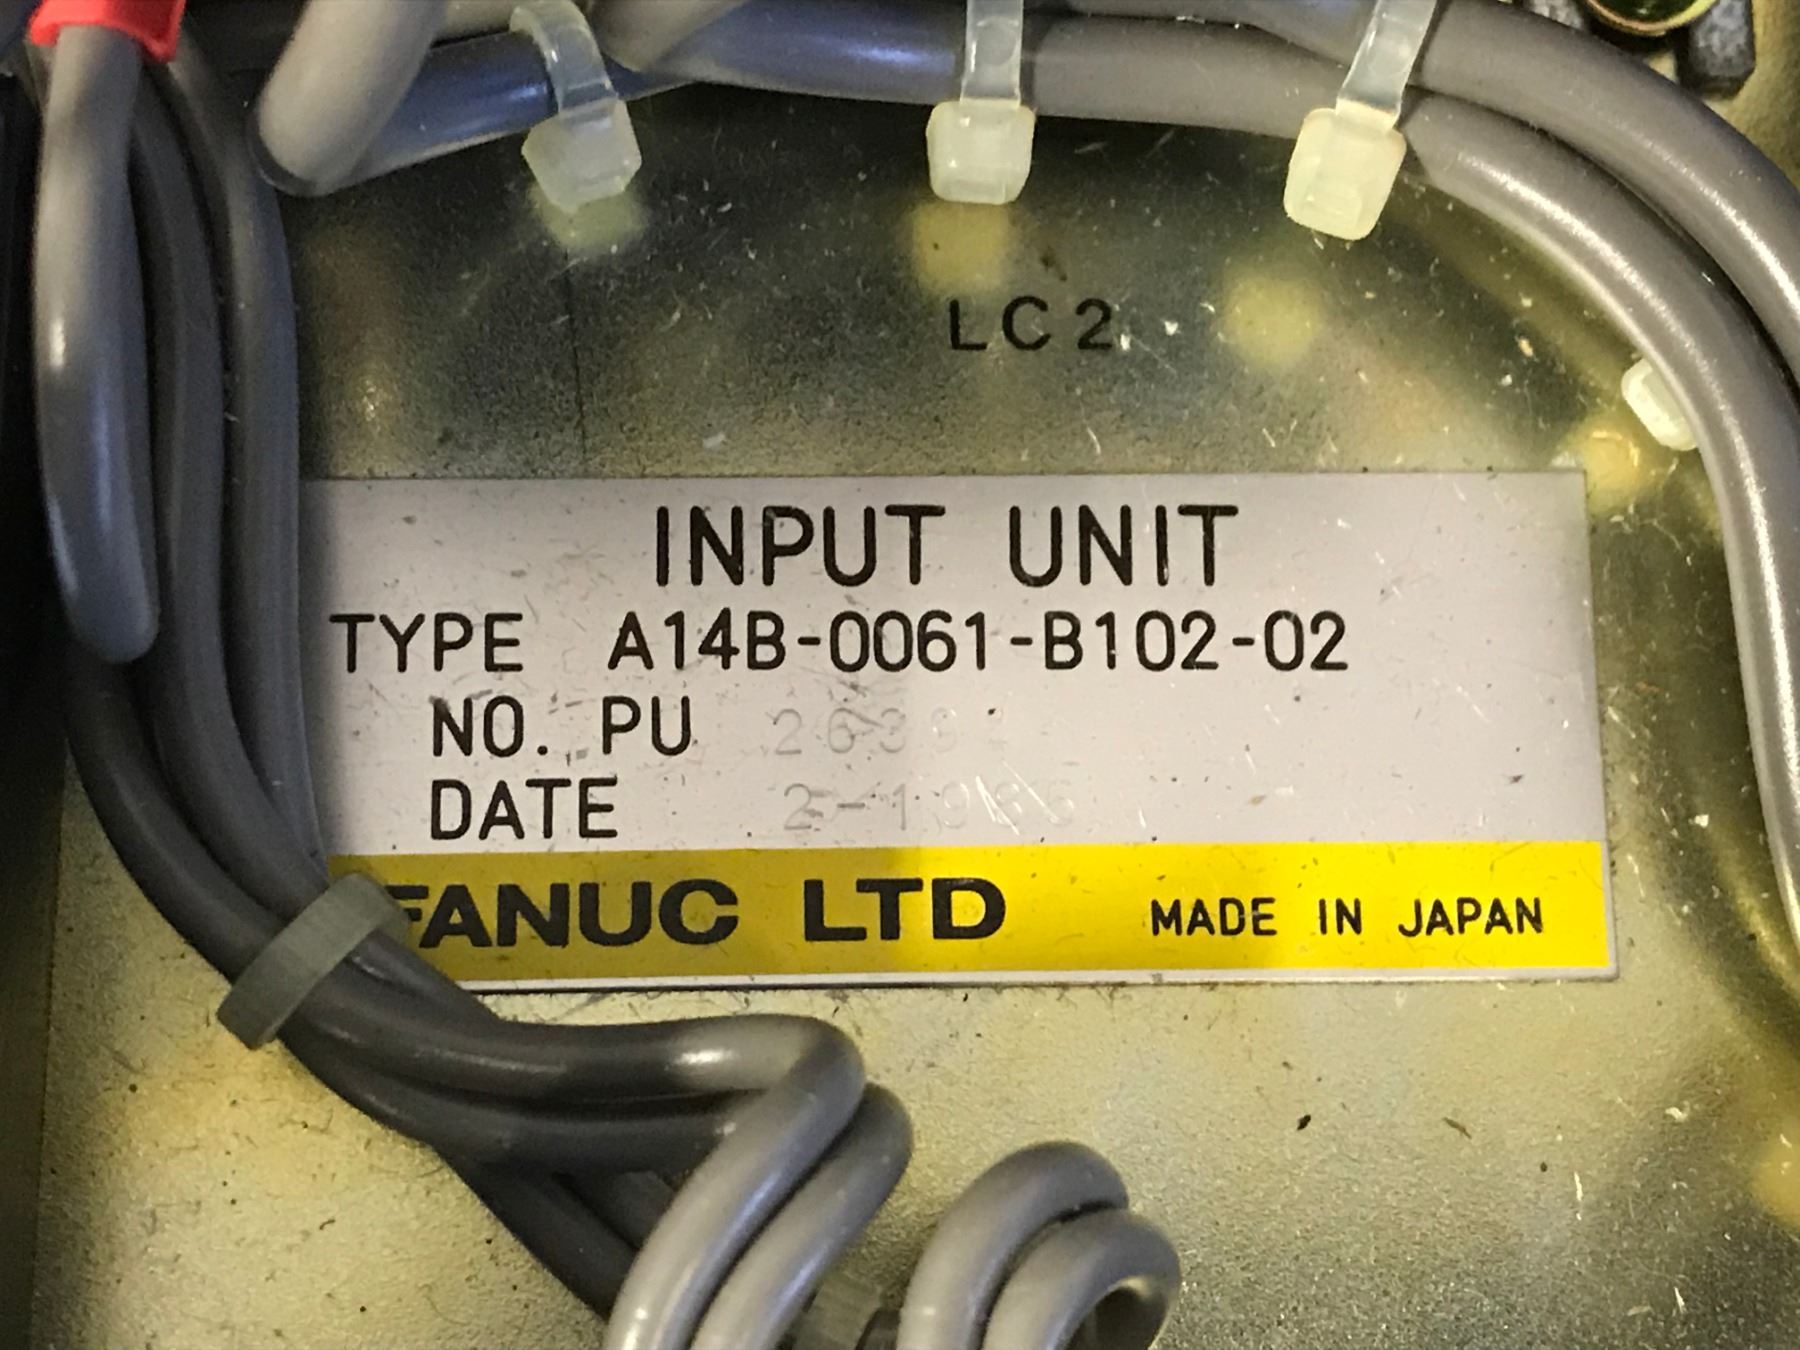 LC2
INPUT UNIT
TYPE A14B-0061-B102-02
NO. PU
DATE
FANUC LTD MADE IN JAPAN